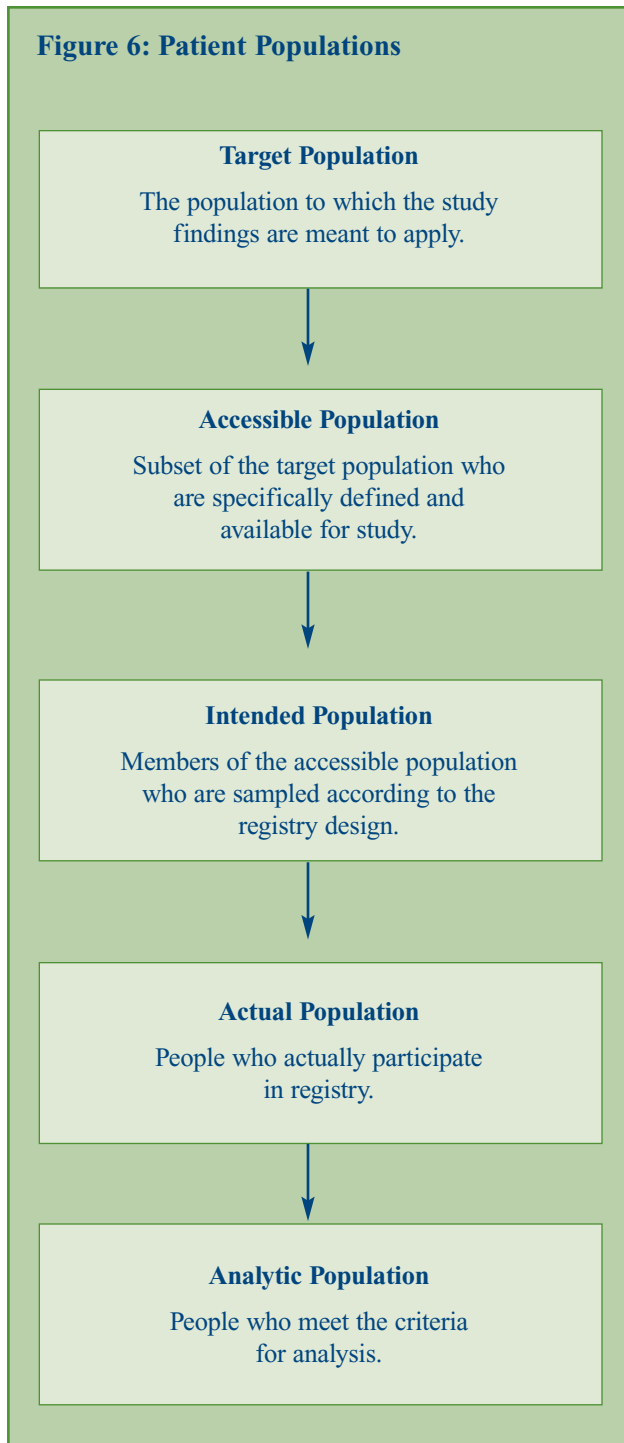 Figure 6: Patient Populations
Target Population
The population to which the study
findings are meant to apply.
Accessible Population
Subset of the target population who
are specifically defined and
available for study.
Intended Population
Members of the accessible population
who are sampled according to the
registry design.
Actual Population
People who actually participate
in registry.
Analytic Population
People who meet the criteria
for analysis.